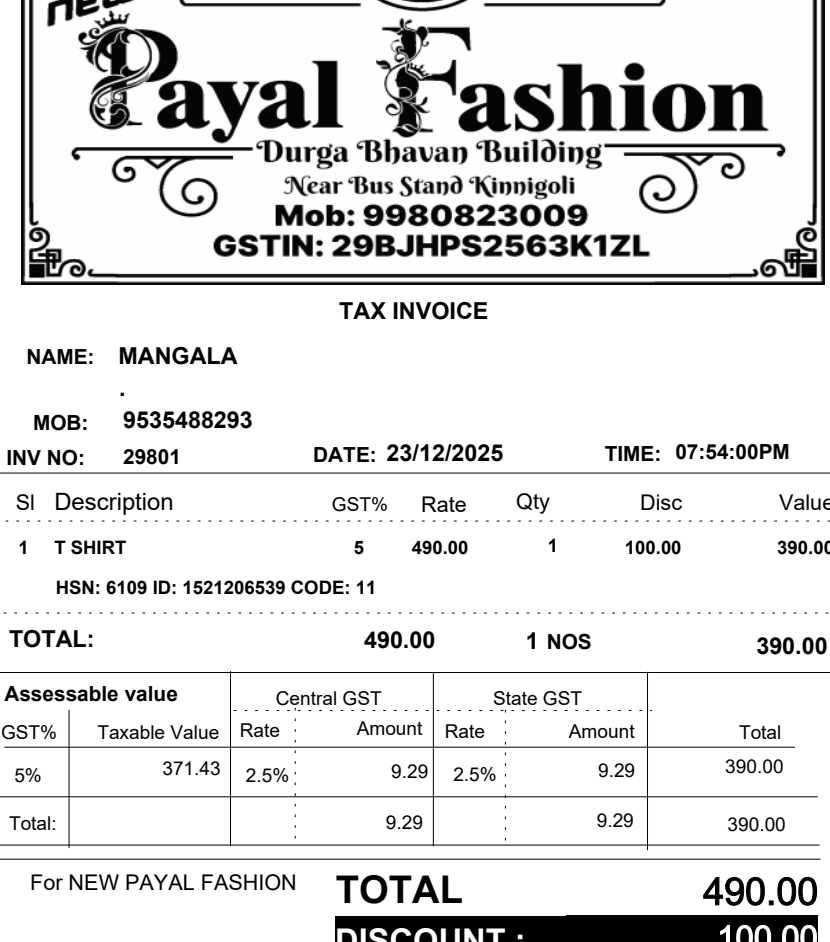 new
Payal Fashion
Durga Bhavan Building
Near Bus Stand Kinnigoli
Mob: 9980823009
GSTIN: 29BJHPS2563K1ZL
TAX INVOICE
NAME: MANGALA
.
MOB: 9535488293
INV NO: 29801 DATE: 23/12/2025 TIME: 07:54:00PM
Sl Description GST% Rate Qty Disc Value
1 T SHIRT 5 490.00 1 100.00 390.00
HSN: 6109 ID: 1521206539 CODE: 11
TOTAL: 490.00 1 NOS 390.00
Assessable value Central GST State GST
GST% Taxable Value Rate Amount Rate Amount Total
5% 371.43 2.5% 9.29 2.5% 9.29 390.00
Total: 9.29 9.29 390.00
For NEW PAYAL FASHION TOTAL 490.00
DISCOUNT : 100.00